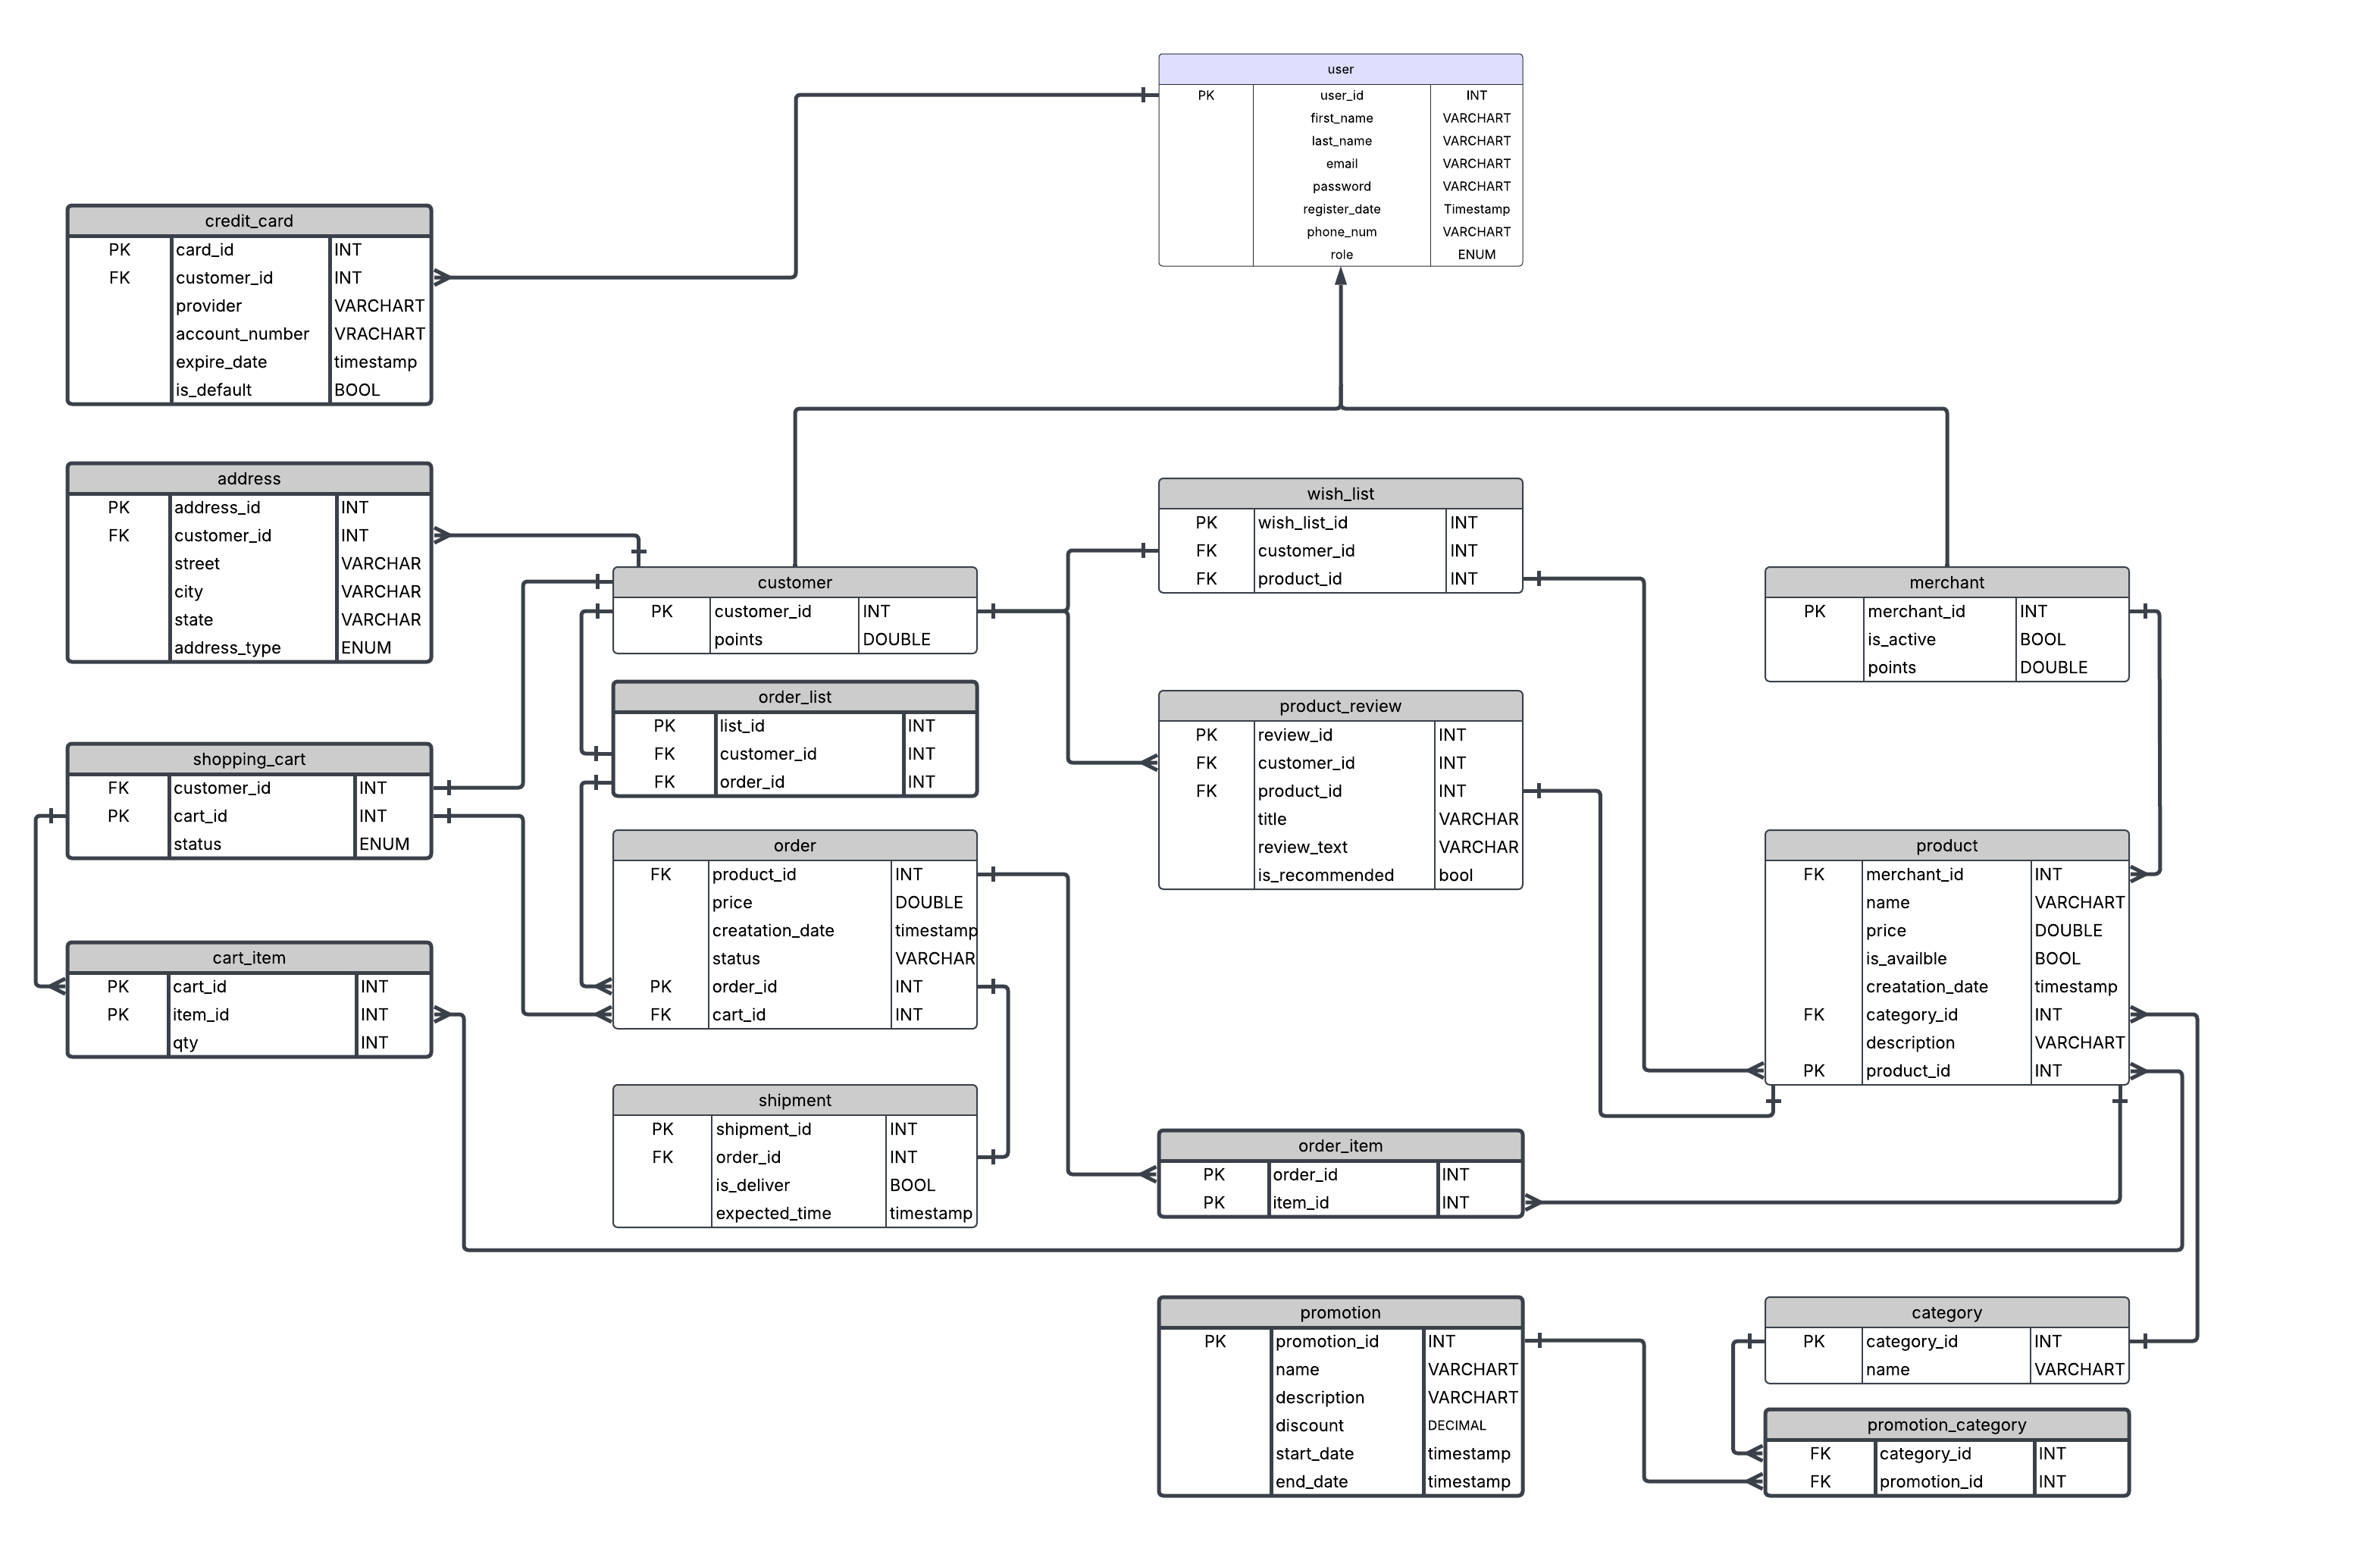 user
PK user_id INT
first_name VARCHART
last_name VARCHART
email VARCHART
password VARCHART
register_date Timestamp
phone_num VARCHART
role ENUM
credit_card
PK card_id INT
FK customer_id INT
provider VARCHART
account_number VRACHART
expire_date timestamp
is_default BOOL
address
PK address_id INT
FK customer_id INT
street VARCHAR
city VARCHAR
state VARCHAR
address_type ENUM
wish_list
PK wish_list_id INT
FK customer_id INT
FK product_id INT
customer
PK customer_id INT
points DOUBLE
merchant
PK merchant_id INT
is_active BOOL
points DOUBLE
order_list
PK list_id INT
FK customer_id INT
FK order_id INT
product_review
PK review_id INT
FK customer_id INT
FK product_id INT
title VARCHAR
review_text VARCHAR
is_recommended bool
shopping_cart
FK customer_id INT
PK cart_id INT
status ENUM
order
FK product_id INT
price DOUBLE
creatation_date timestamp
status VARCHAR
PK order_id INT
FK cart_id INT
product
FK merchant_id INT
name VARCHART
price DOUBLE
is_availble BOOL
creatation_date timestamp
FK category_id INT
description VARCHART
PK product_id INT
cart_item
PK cart_id INT
PK item_id INT
qty INT
shipment
PK shipment_id INT
FK order_id INT
is_deliver BOOL
expected_time timestamp
order_item
PK order_id INT
PK item_id INT
promotion
PK promotion_id INT
name VARCHART
description VARCHART
discount DECIMAL
start_date timestamp
end_date timestamp
category
PK category_id INT
name VARCHART
promotion_category
FK category_id INT
FK promotion_id INT